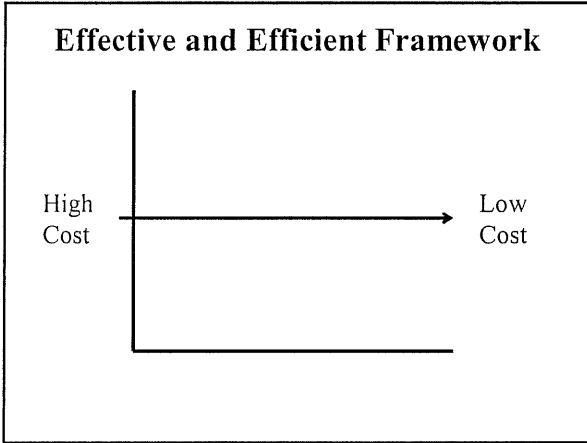 Effective and Efficient Framework
High
Cost
Low
Cost